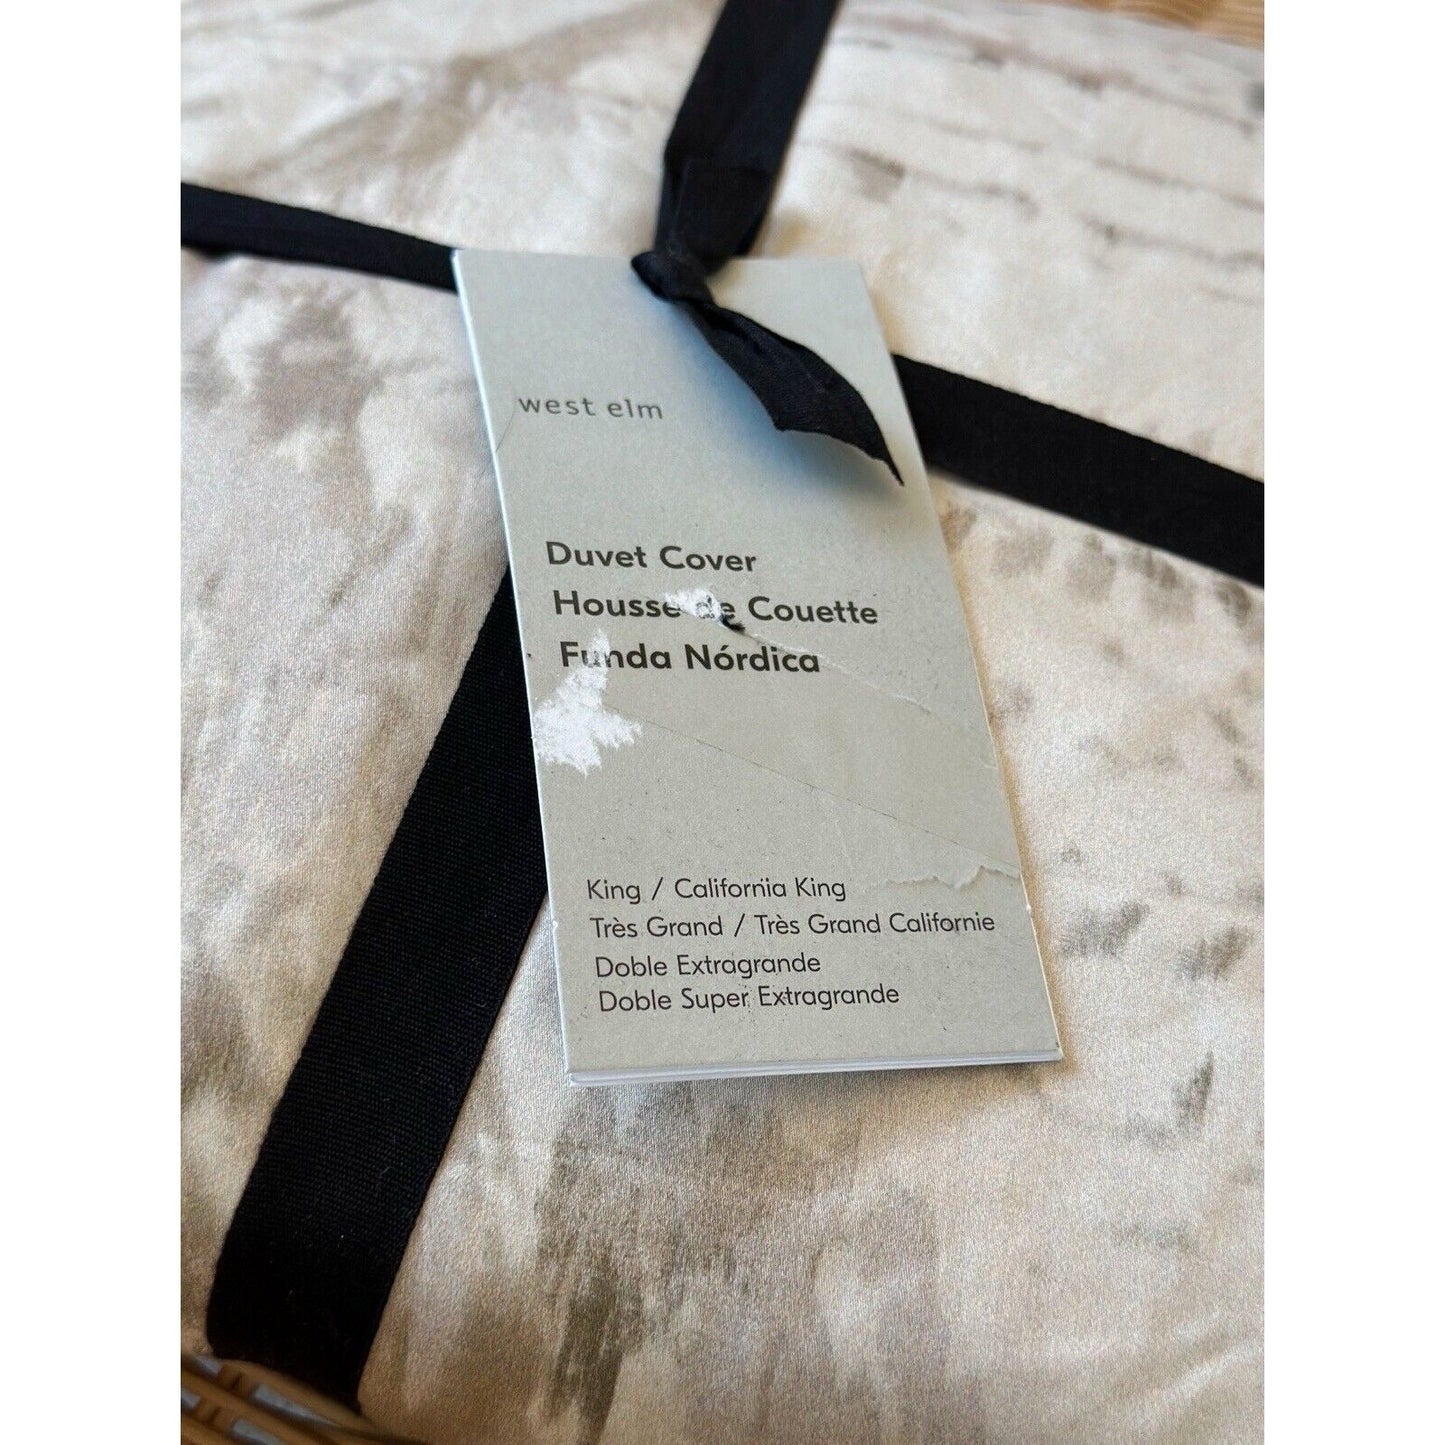 west elm
Duvet Cover
Housse de Couette
Funda Nórdica
King / California King
Très Grand / Très Grand Californie
Doble Extragrande
Doble Super Extragrande